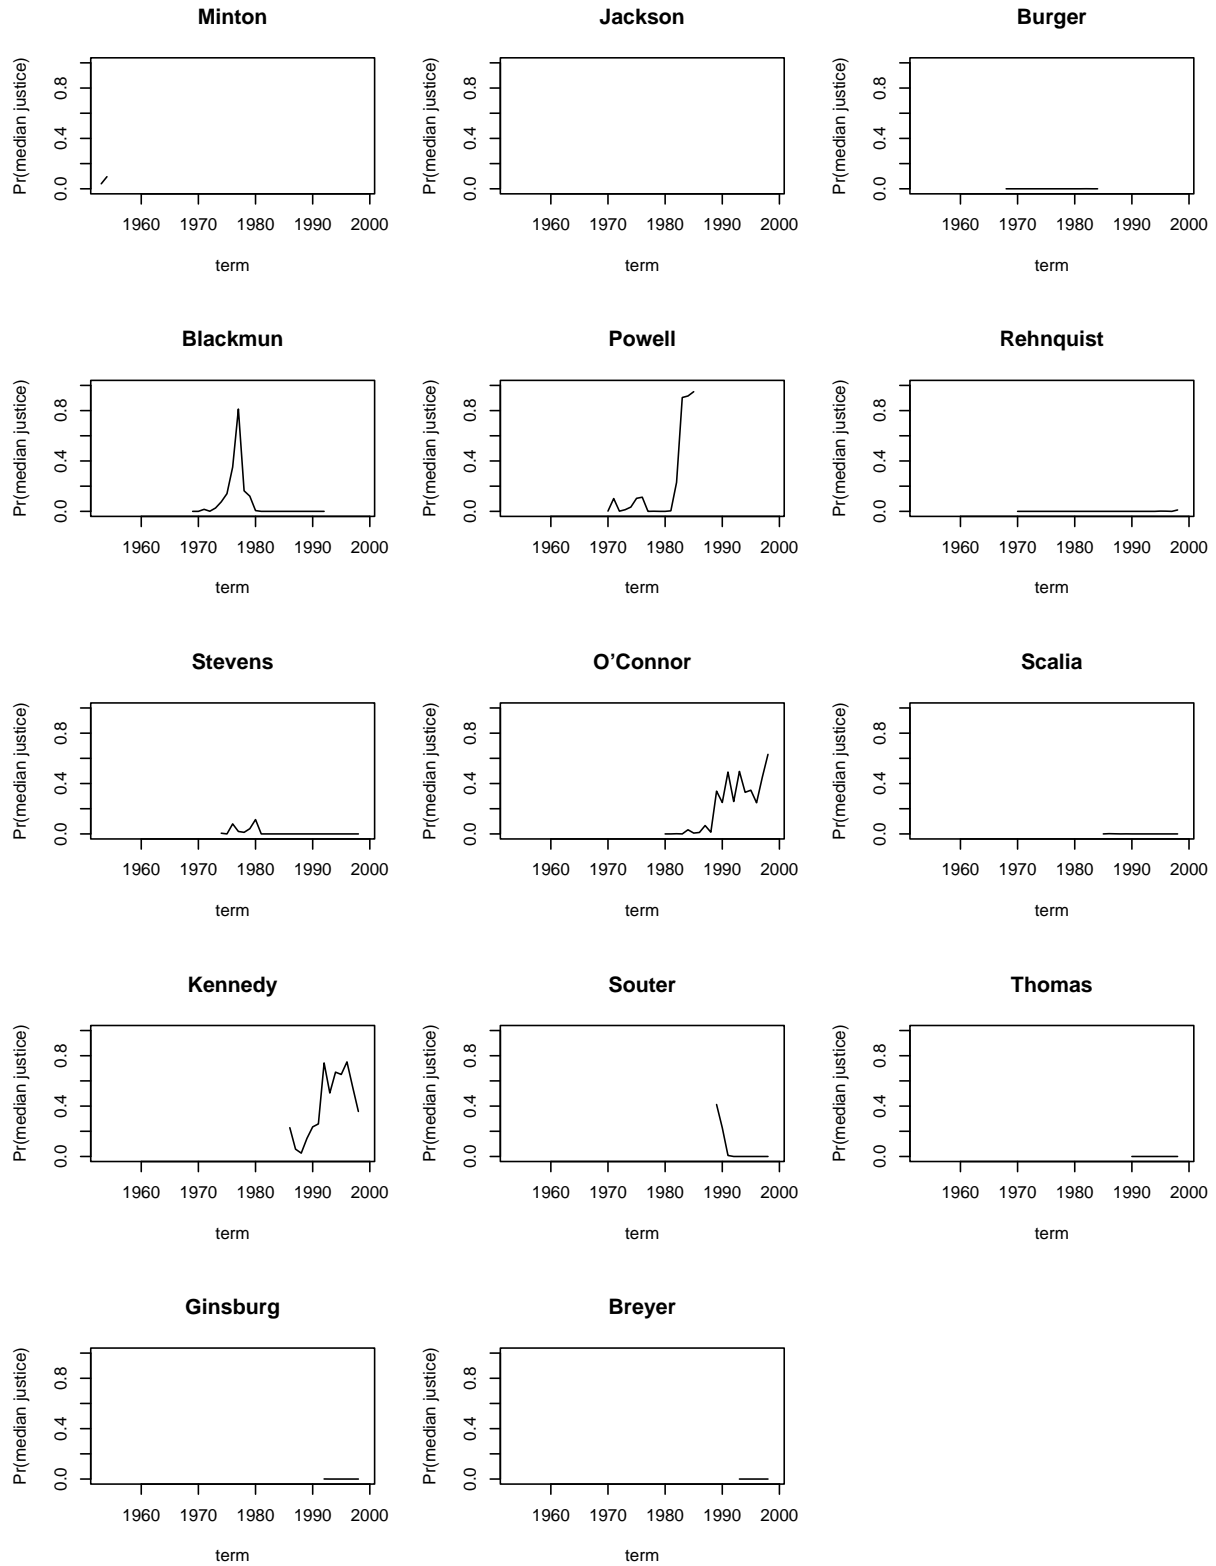 Minton
Pr(median justice)
0.0 0.4 0.8
1960 1970 1980 1990 2000
term
Jackson
Pr(median justice)
0.0 0.4 0.8
1960 1970 1980 1990 2000
term
Burger
Pr(median justice)
0.0 0.4 0.8
1960 1970 1980 1990 2000
term
Blackmun
Pr(median justice)
0.0 0.4 0.8
1960 1970 1980 1990 2000
term
Powell
Pr(median justice)
0.0 0.4 0.8
1960 1970 1980 1990 2000
term
Rehnquist
Pr(median justice)
0.0 0.4 0.8
1960 1970 1980 1990 2000
term
Stevens
Pr(median justice)
0.0 0.4 0.8
1960 1970 1980 1990 2000
term
O’Connor
Pr(median justice)
0.0 0.4 0.8
1960 1970 1980 1990 2000
term
Scalia
Pr(median justice)
0.0 0.4 0.8
1960 1970 1980 1990 2000
term
Kennedy
Pr(median justice)
0.0 0.4 0.8
1960 1970 1980 1990 2000
term
Souter
Pr(median justice)
0.0 0.4 0.8
1960 1970 1980 1990 2000
term
Thomas
Pr(median justice)
0.0 0.4 0.8
1960 1970 1980 1990 2000
term
Ginsburg
Pr(median justice)
0.0 0.4 0.8
1960 1970 1980 1990 2000
term
Breyer
Pr(median justice)
0.0 0.4 0.8
1960 1970 1980 1990 2000
term